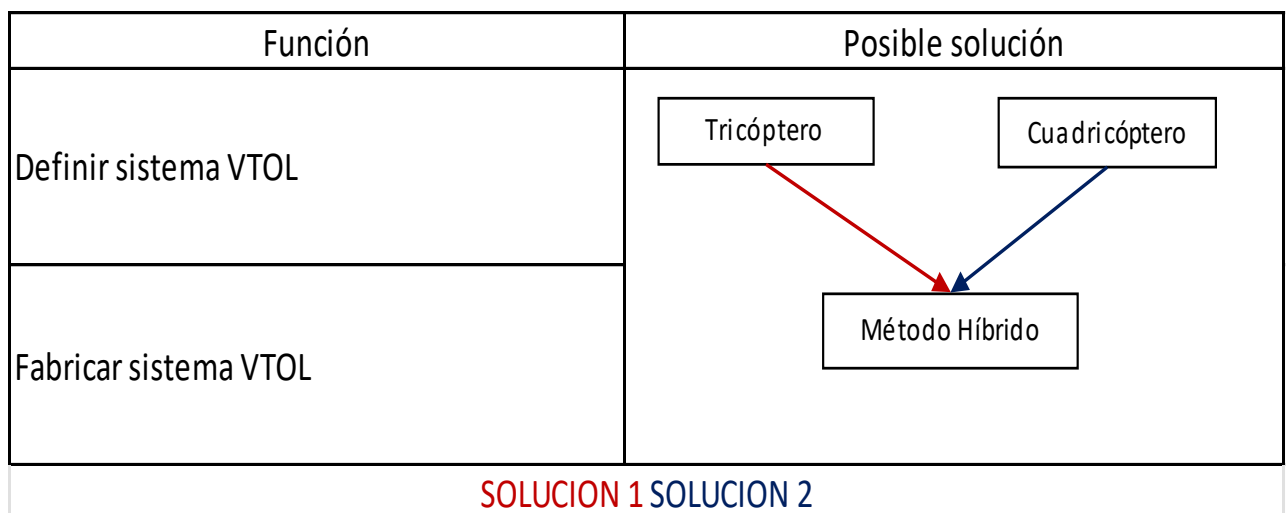 Función
Posible solución
Definir sistema VTOL
Tricóptero
Cuadricóptero
Fabricar sistema VTOL
Método Híbrido
SOLUCION 1 SOLUCION 2